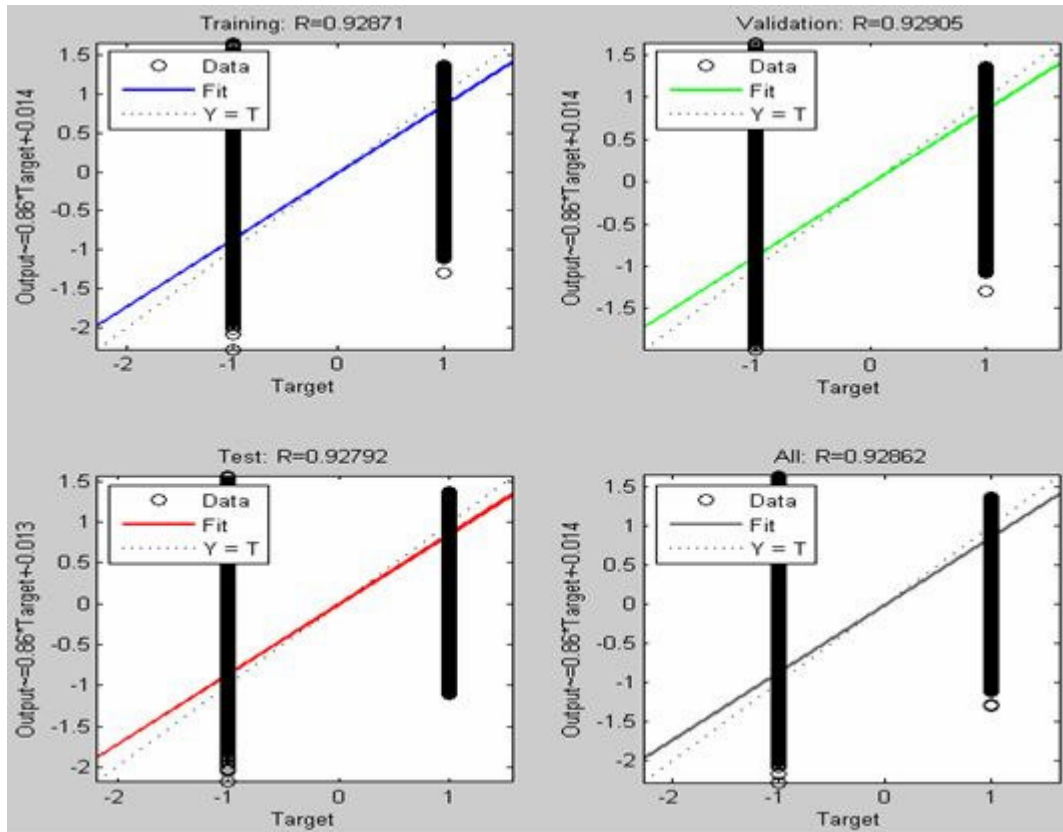 Training: R=0.92871
Output~=0.86*Target+-0.014
1.5
1
0.5
0
-0.5
-1
-1.5
-2
Data
Fit
Y = T
-2
-1
0
1
Target
Validation: R=0.92905
Output~=0.86*Target+-0.014
1.5
1
0.5
0
-0.5
-1
-1.5
Data
Fit
Y = T
-1
0
1
Target
Test: R=0.92792
Output~=0.86*Target+-0.013
1.5
1
0.5
0
-0.5
-1
-1.5
-2
Data
Fit
Y = T
-2
-1
0
1
Target
All: R=0.92862
Output~=0.86*Target+-0.014
1.5
1
0.5
0
-0.5
-1
-1.5
-2
Data
Fit
Y = T
-2
-1
0
1
Target